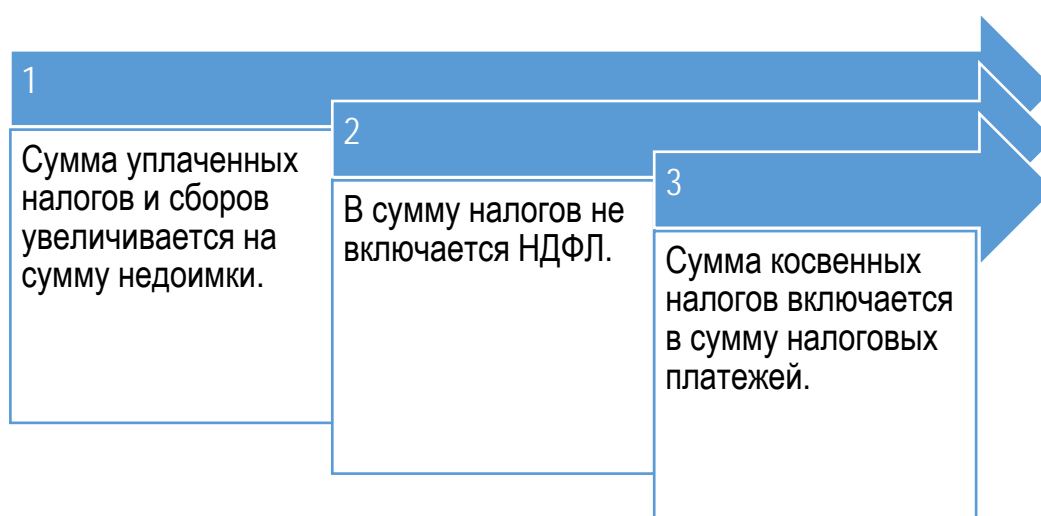 1
Сумма уплаченных
налогов и сборов
увеличивается на
сумму недоимки.
2
В сумму налогов не
включается НДФЛ.
3
Сумма косвенных
налогов включается
в сумму налоговых
платежей.